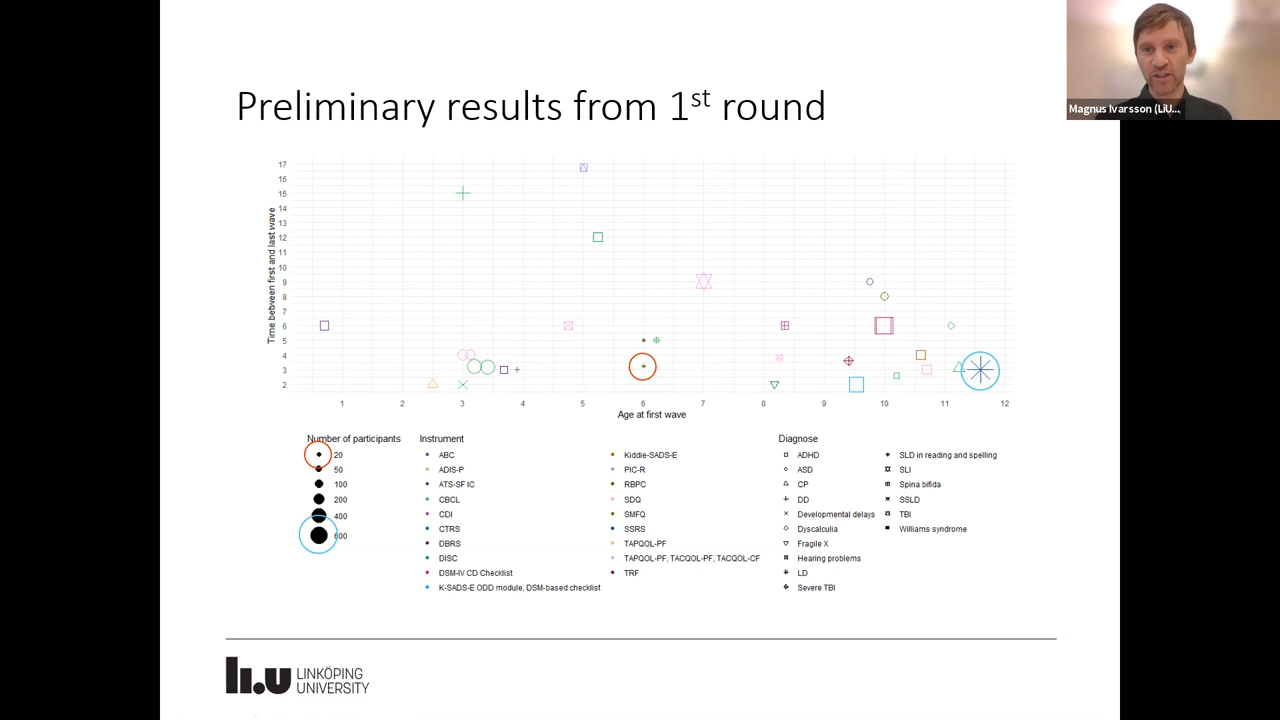 Preliminary results from 1st round
Magnus Ivarsson (LiU...
Time between first and last wave
17
16
15
14
13
12
11
10
9
8
7
6
5
4
3
2
1 2 3 4 5 6 7 8 9 10 11 12
Age at first wave
Number of participants
20
50
100
200
400
600
Instrument
ABC
ADIS-P
ATS-SF IC
CBCL
CDI
CTRS
DBRS
DISC
DSM-IV CD Checklist
K-SADS-E ODD module, DSM-based checklist
Kiddie-SADS-E
PIC-R
RBPC
SDQ
SMFQ
SSRS
TAPQOL-PF
TAPQOL-PF, TACQOL-PF, TACQOL-CF
TRF
Diagnose
ADHD
ASD
CP
DD
Developmental delays
Dyscalculia
Fragile X
Hearing problems
LD
Severe TBI
SLD in reading and spelling
SLI
Spina bifida
SSLD
TBI
Williams syndrome
li.u LINKÖPING
UNIVERSITY